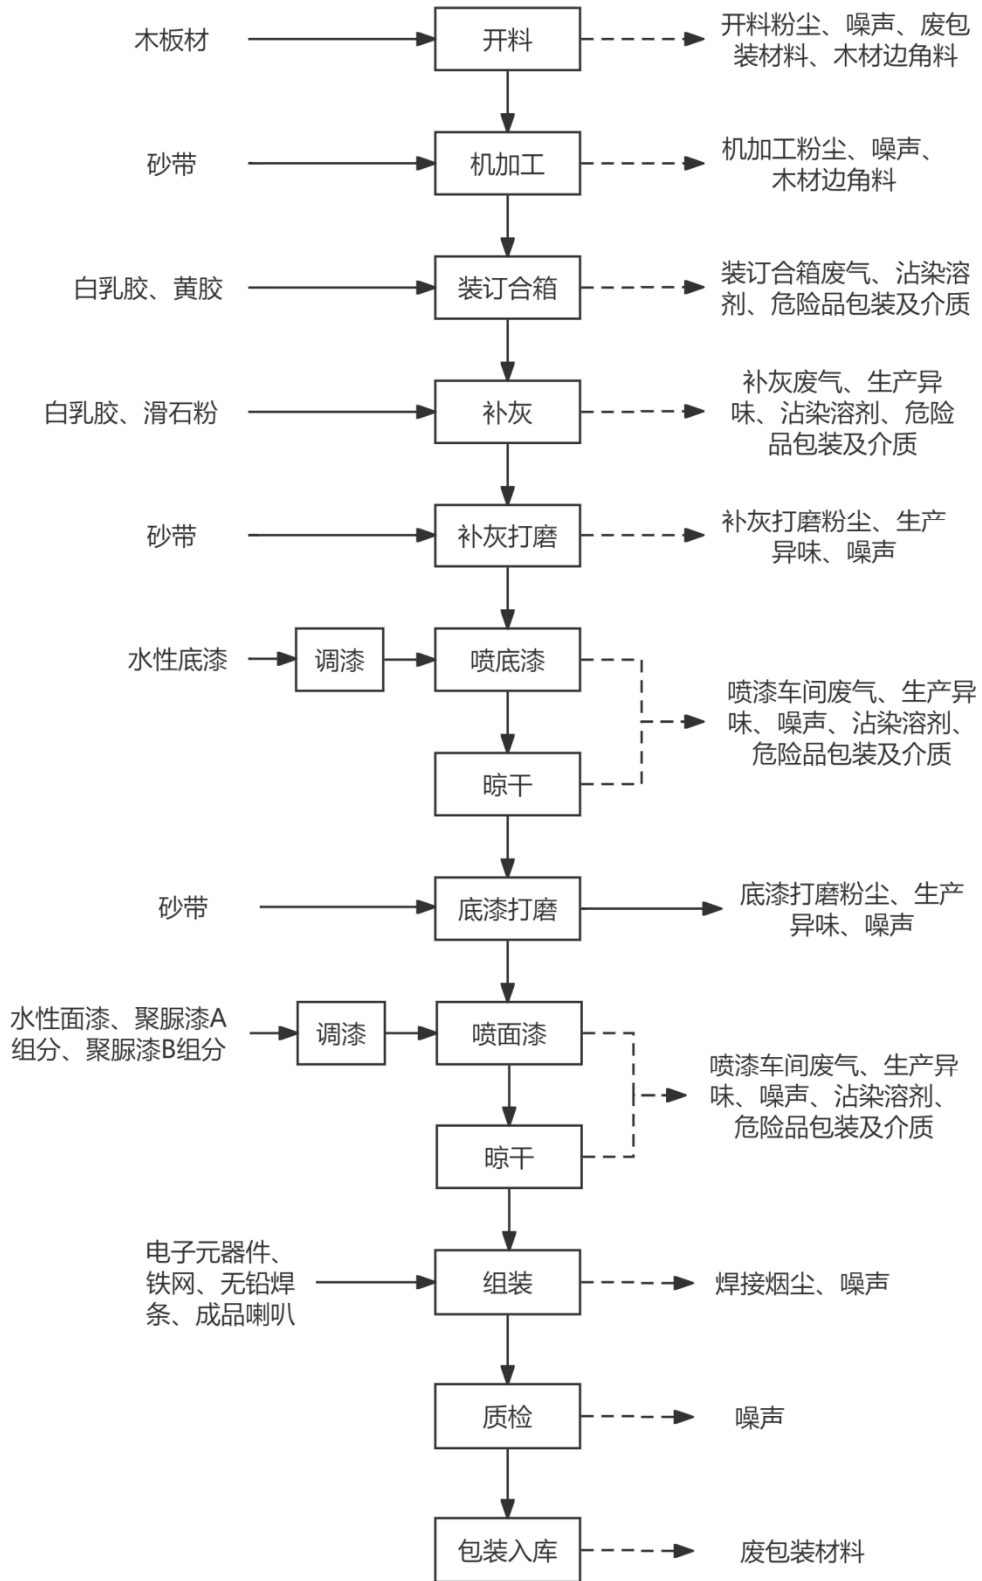 木板材
开料
开料粉尘、噪声、废包
装材料、木材边角料
砂带
机加工
机加工粉尘、噪声、
木材边角料
白乳胶、黄胶
装订合箱
装订合箱废气、沾染溶
剂、危险品包装及介质
白乳胶、滑石粉
补灰
补灰废气、生产异
味、沾染溶剂、危险
品包装及介质
砂带
补灰打磨
补灰打磨粉尘、生产
异味、噪声
水性底漆
调漆
喷底漆
喷漆车间废气、生产异
味、噪声、沾染溶剂、
危险品包装及介质
晾干
砂带
底漆打磨
底漆打磨粉尘、生产
异味、噪声
水性面漆、聚脲漆A
组分、聚脲漆B组分
调漆
喷面漆
喷漆车间废气、生产异
味、噪声、沾染溶剂、
危险品包装及介质
晾干
电子元器件、
铁网、无铅焊
条、成品喇叭
组装
焊接烟尘、噪声
质检
噪声
包装入库
废包装材料